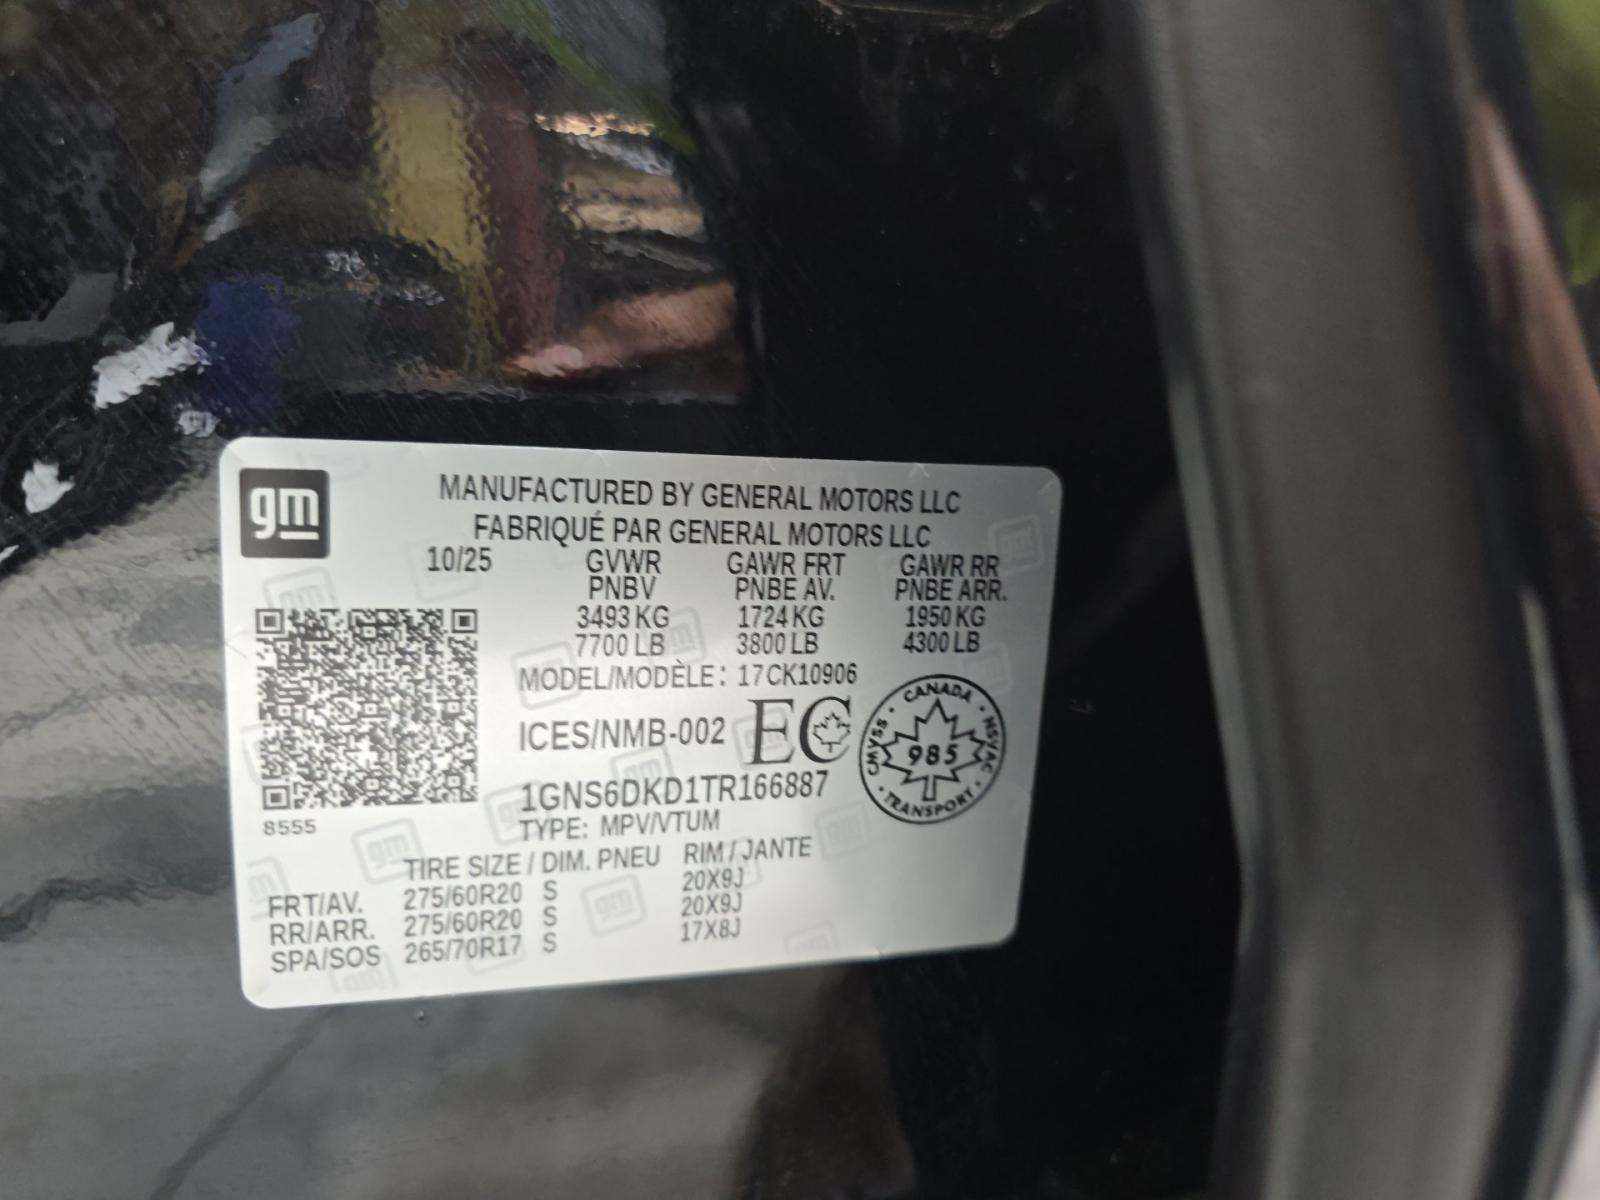 gm
MANUFACTURED BY GENERAL MOTORS LLC
FABRIQUÉ PAR GENERAL MOTORS LLC
10/25 GVWR GAWR FRT GAWR RR
PNBV PNBE AV. PNBE ARR.
3493 KG 1724 KG 1950 KG
7700 LB 3800 LB 4300 LB
MODEL/MODÈLE: 17CK10906
ICES/NMB-002 EC
CANADA
CMVSS 985 NSVAC
TRANSPORT
1GNS6DKD1TR166887
8555
TYPE: MPV/VTUM
TIRE SIZE / DIM. PNEU RIM / JANTE
FRT/AV. 275/60R20 S 20X9J
RR/ARR. 275/60R20 S 20X9J
SPA/SOS 265/70R17 S 17X8J